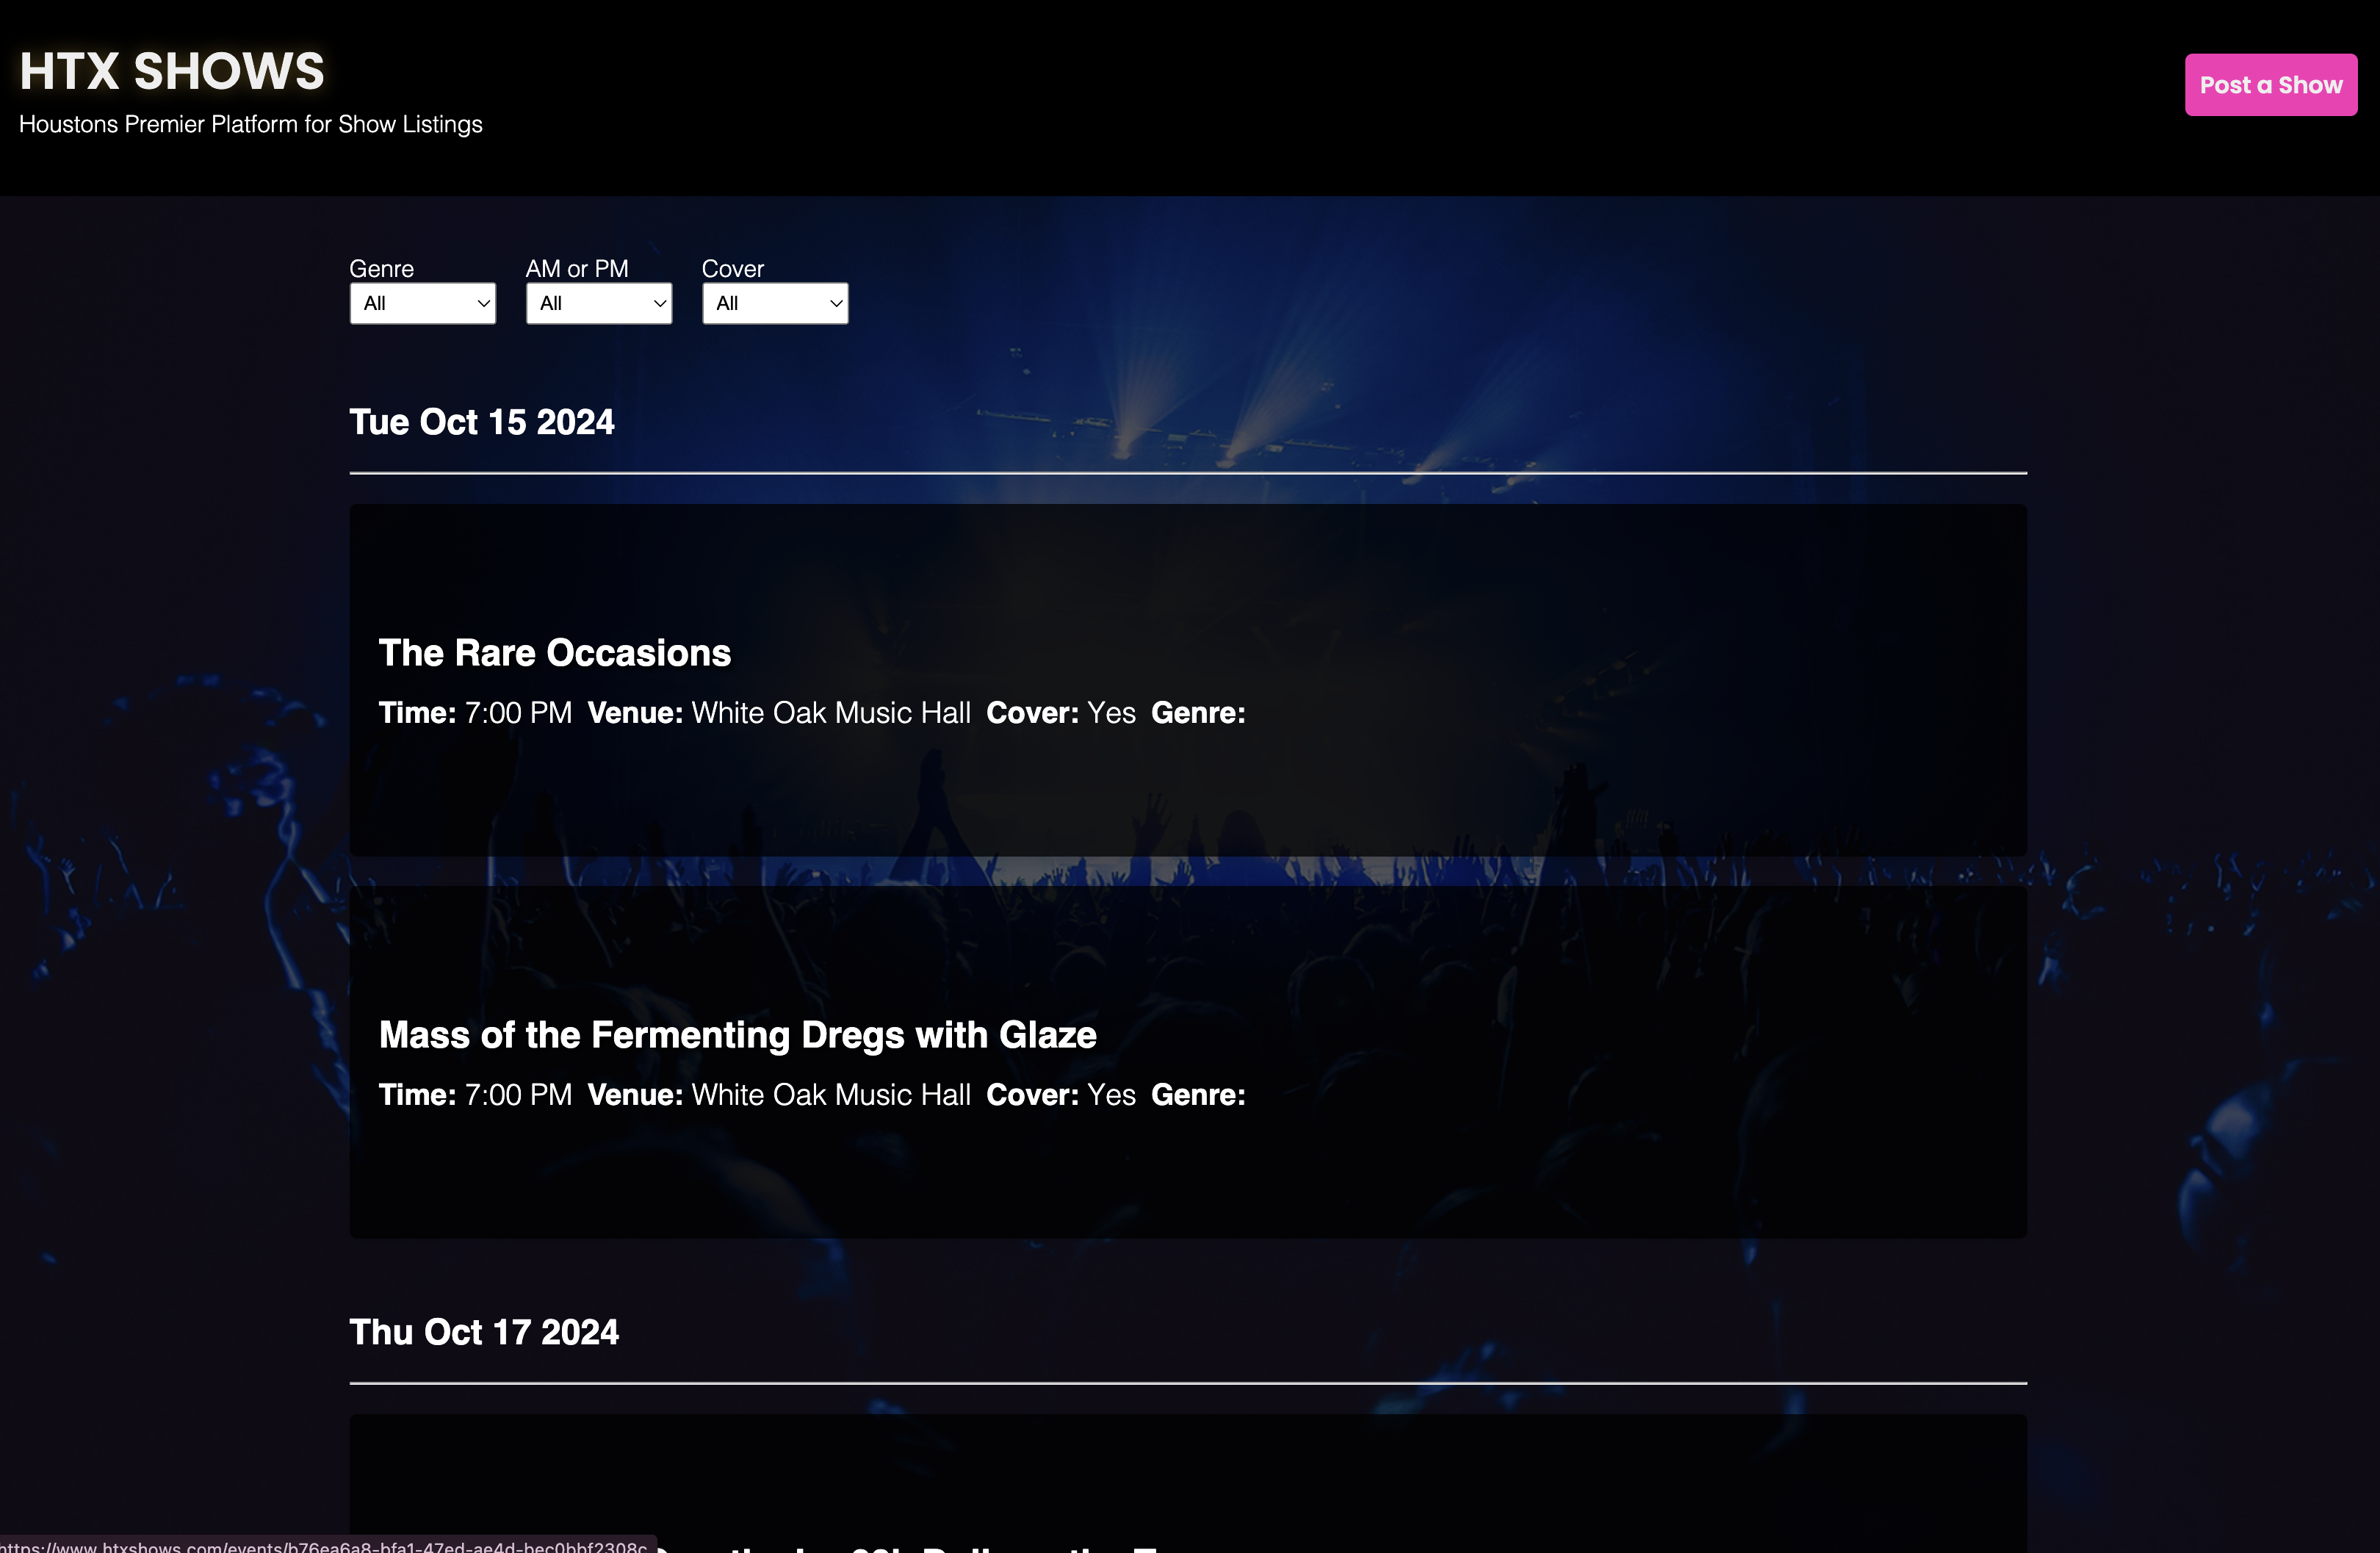 HTX SHOWS
Houstons Premier Platform for Show Listings
Post a Show
Genre AM or PM Cover
All All All
Tue Oct 15 2024
The Rare Occasions
Time: 7:00 PM Venue: White Oak Music Hall Cover: Yes Genre:
Mass of the Fermenting Dregs with Glaze
Time: 7:00 PM Venue: White Oak Music Hall Cover: Yes Genre:
Thu Oct 17 2024
https://www.htxshows.com/events/b76ea6a8-bfa1-47ed-ae4d-bec0bbf2308c